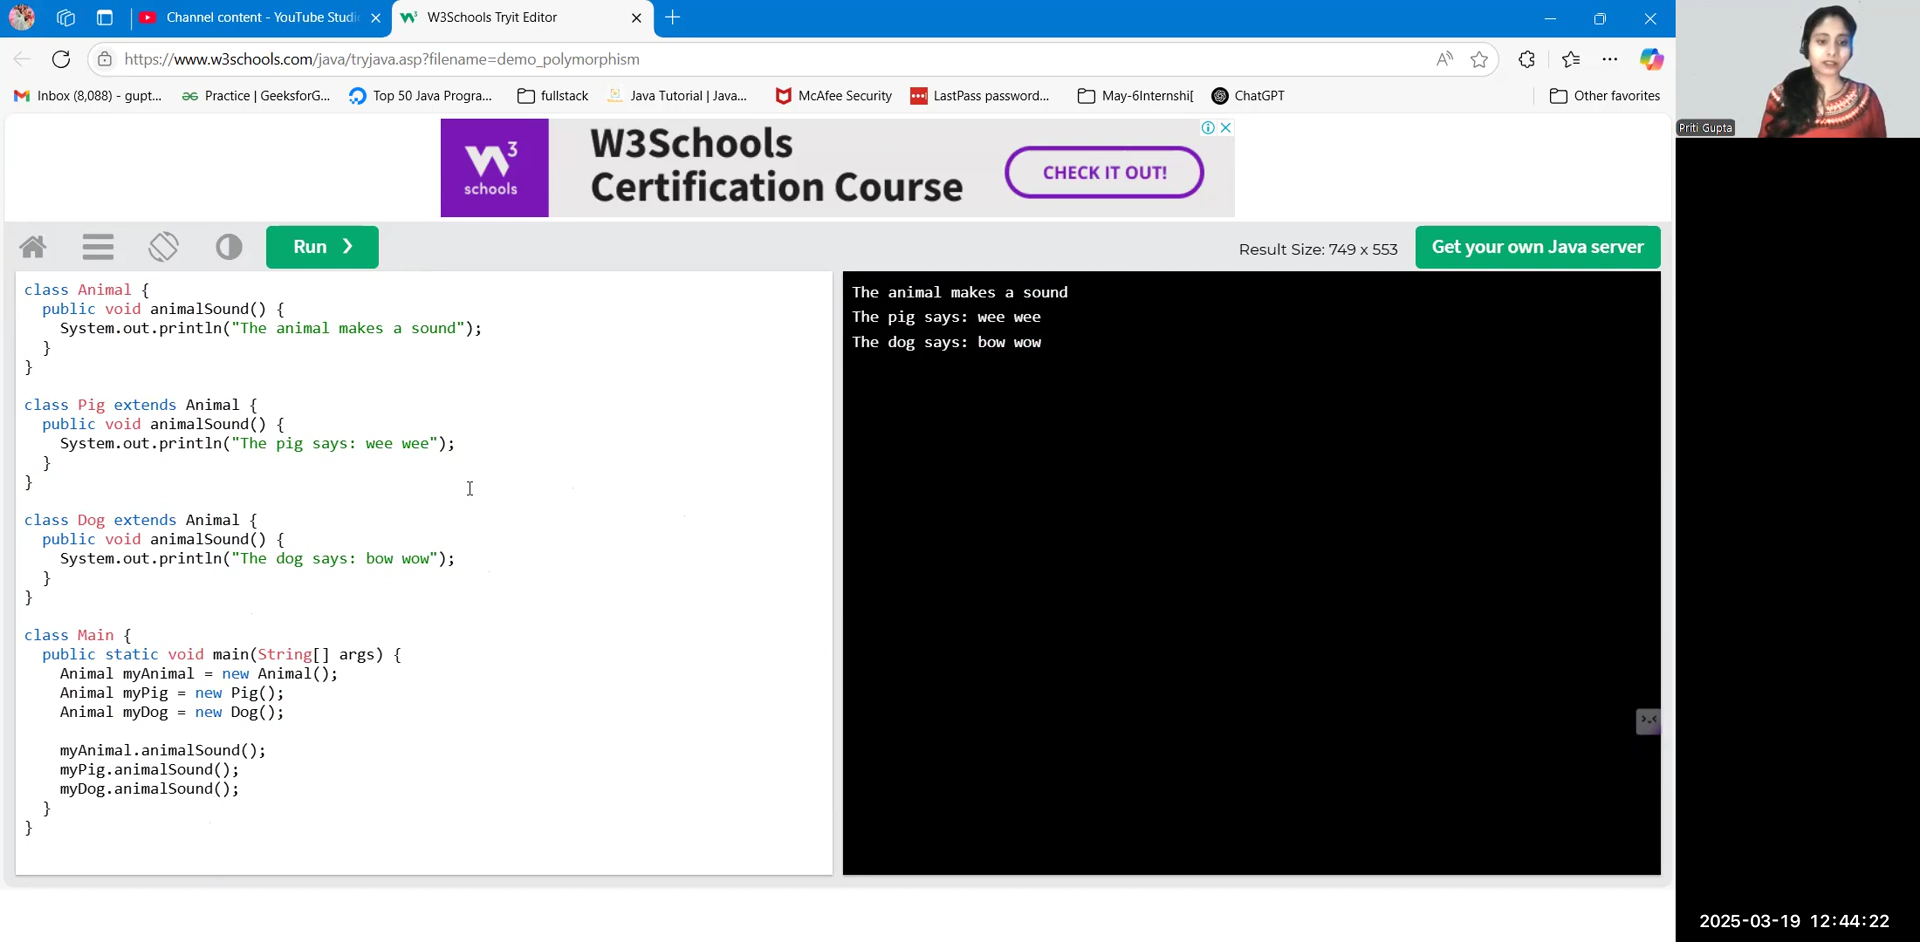 Channel content - YouTube Studi
W3Schools Tryit Editor
https://www.w3schools.com/java/tryjava.asp?filename=demo_polymorphism
Inbox (8,088) - gupt...
Practice | GeeksforG...
Top 50 Java Progra...
fullstack
Java Tutorial | Java...
McAfee Security
LastPass password...
May-6Internshi[
ChatGPT
Other favorites
Priti Gupta
W3
schools
W3Schools
Certification Course
CHECK IT OUT!
Run ❯
Result Size: 749 x 553
Get your own Java server
class Animal {
public void animalSound() {
System.out.println("The animal makes a sound");
}
}
class Pig extends Animal {
public void animalSound() {
System.out.println("The pig says: wee wee");
}
}
class Dog extends Animal {
public void animalSound() {
System.out.println("The dog says: bow wow");
}
}
class Main {
public static void main(String[] args) {
Animal myAnimal = new Animal();
Animal myPig = new Pig();
Animal myDog = new Dog();
myAnimal.animalSound();
myPig.animalSound();
myDog.animalSound();
}
}
The animal makes a sound
The pig says: wee wee
The dog says: bow wow
2025-03-19 12:44:22